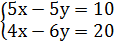 5x − 5y = 10
4x − 6y = 20